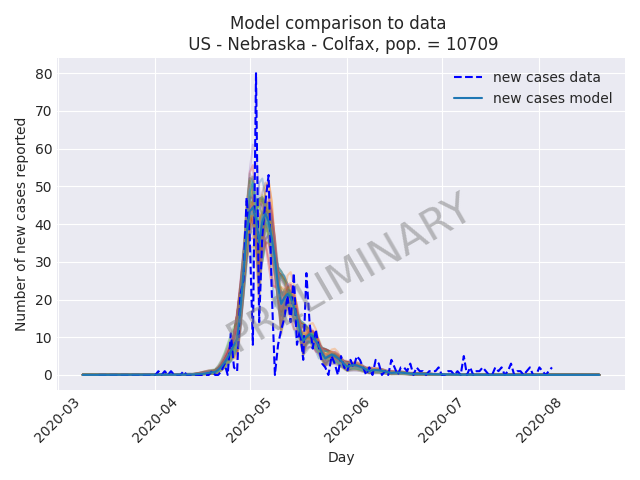 Model comparison to data
US - Nebraska - Colfax, pop. = 10709
new cases data
new cases model
Number of new cases reported
80
70
60
50
40
30
20
10
0
PRELIMINARY
2020-03
2020-04
2020-05
2020-06
2020-07
2020-08
Day